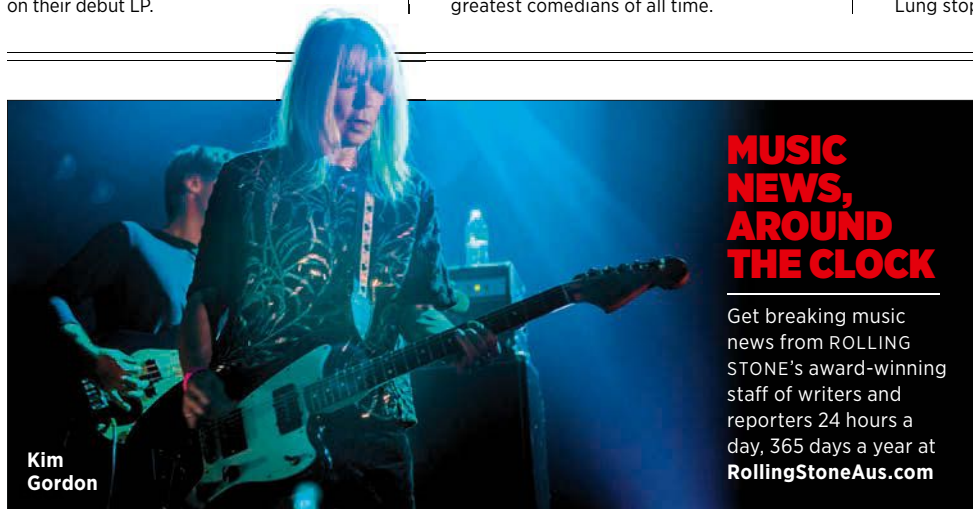 on their debut LP.
greatest comedians of all time.
Lung stop
MUSIC
NEWS,
AROUND
THE CLOCK
Get breaking music
news from ROLLING
STONE's award-winning
staff of writers and
reporters 24 hours a
day, 365 days a year at
RollingStoneAus.com
Kim
Gordon